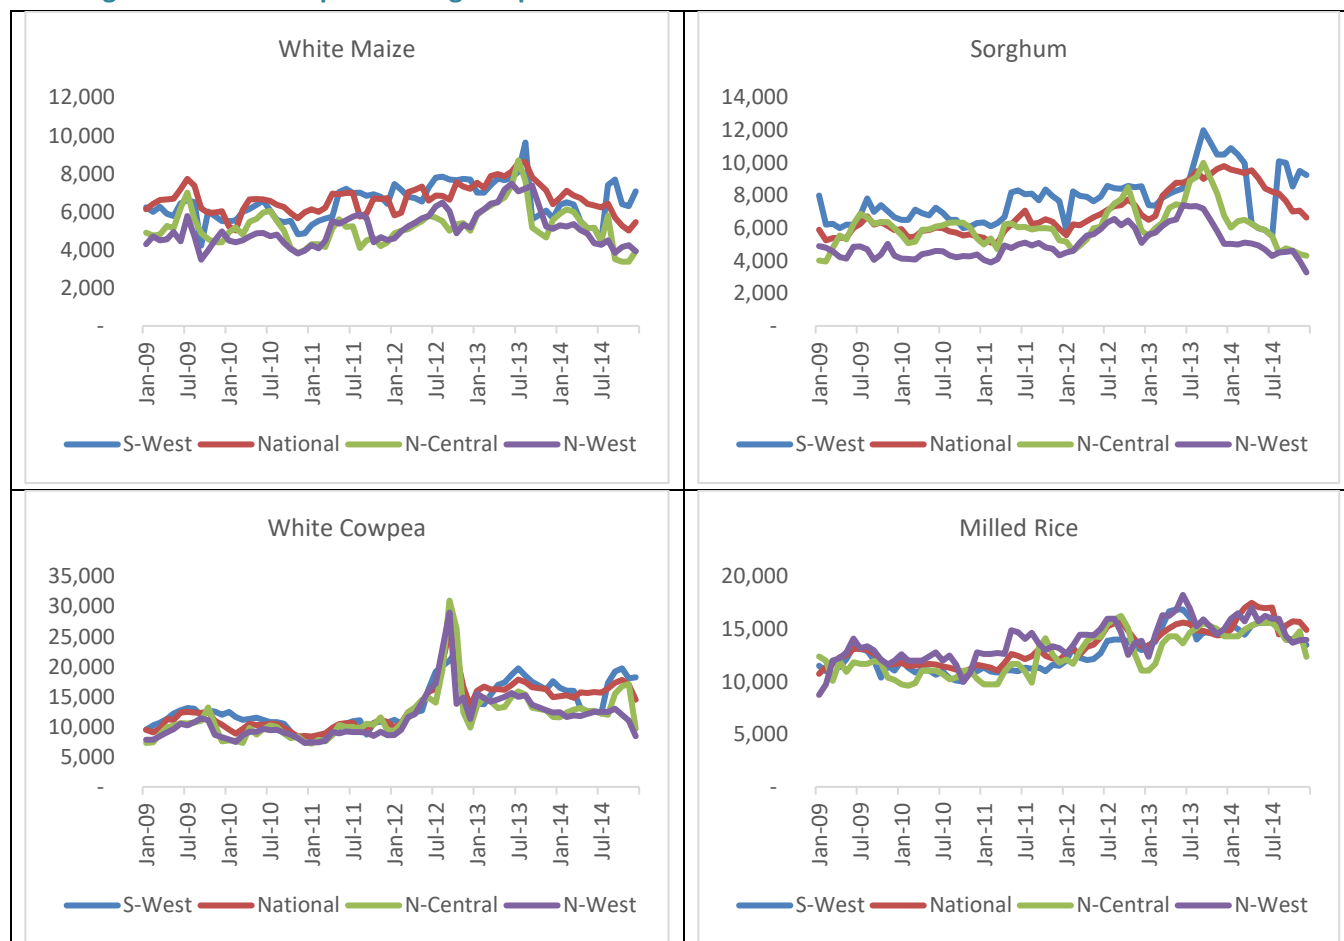 White Maize
12,000
10,000
8,000
6,000
4,000
2,000
-
Jan-09
Jul-09
Jan-10
Jul-10
Jan-11
Jul-11
Jan-12
Jul-12
Jan-13
Jul-13
Jan-14
Jul-14
S-West National N-Central N-West
Sorghum
14,000
12,000
10,000
8,000
6,000
4,000
2,000
-
Jan-09
Jul-09
Jan-10
Jul-10
Jan-11
Jul-11
Jan-12
Jul-12
Jan-13
Jul-13
Jan-14
Jul-14
S-West National N-Central N-West
White Cowpea
35,000
30,000
25,000
20,000
15,000
10,000
5,000
-
Jan-09
Jul-09
Jan-10
Jul-10
Jan-11
Jul-11
Jan-12
Jul-12
Jan-13
Jul-13
Jan-14
Jul-14
S-West National N-Central N-West
Milled Rice
20,000
15,000
10,000
5,000
-
Jan-09
Jul-09
Jan-10
Jul-10
Jan-11
Jul-11
Jan-12
Jul-12
Jan-13
Jul-13
Jan-14
Jul-14
S-West National N-Central N-West